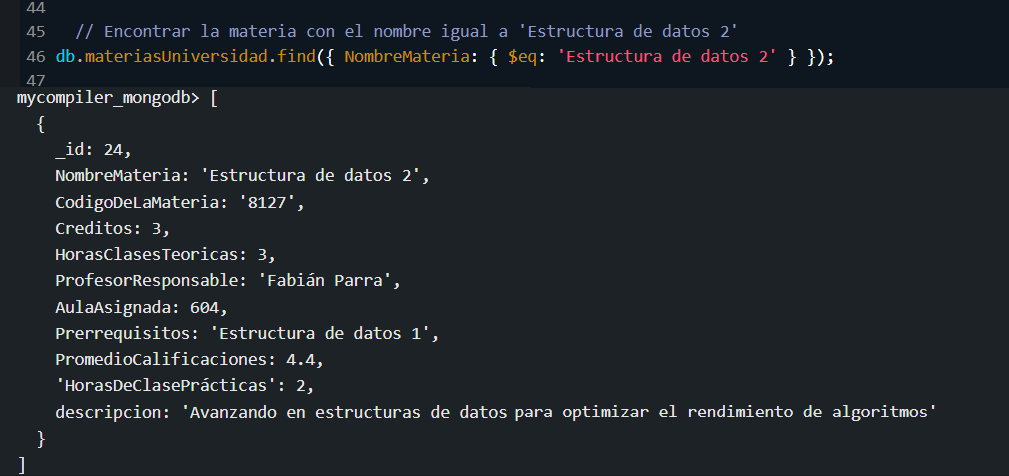 44
45 // Encontrar la materia con el nombre igual a 'Estructura de datos 2'
46 db.materiasUniversidad.find({ NombreMateria: { $eq: 'Estructura de datos 2' } });
47
mycompiler_mongodb> [
{
_id: 24,
NombreMateria: 'Estructura de datos 2',
CodigoDeLaMateria: '8127',
Creditos: 3,
HorasClasesTeoricas: 3,
ProfesorResponsable: 'Fabián Parra',
AulaAsignada: 604,
Prerrequisitos: 'Estructura de datos 1',
PromedioCalificaciones: 4.4,
'HorasDeClasePrácticas': 2,
descripcion: 'Avanzando en estructuras de datos para optimizar el rendimiento de algoritmos'
}
]